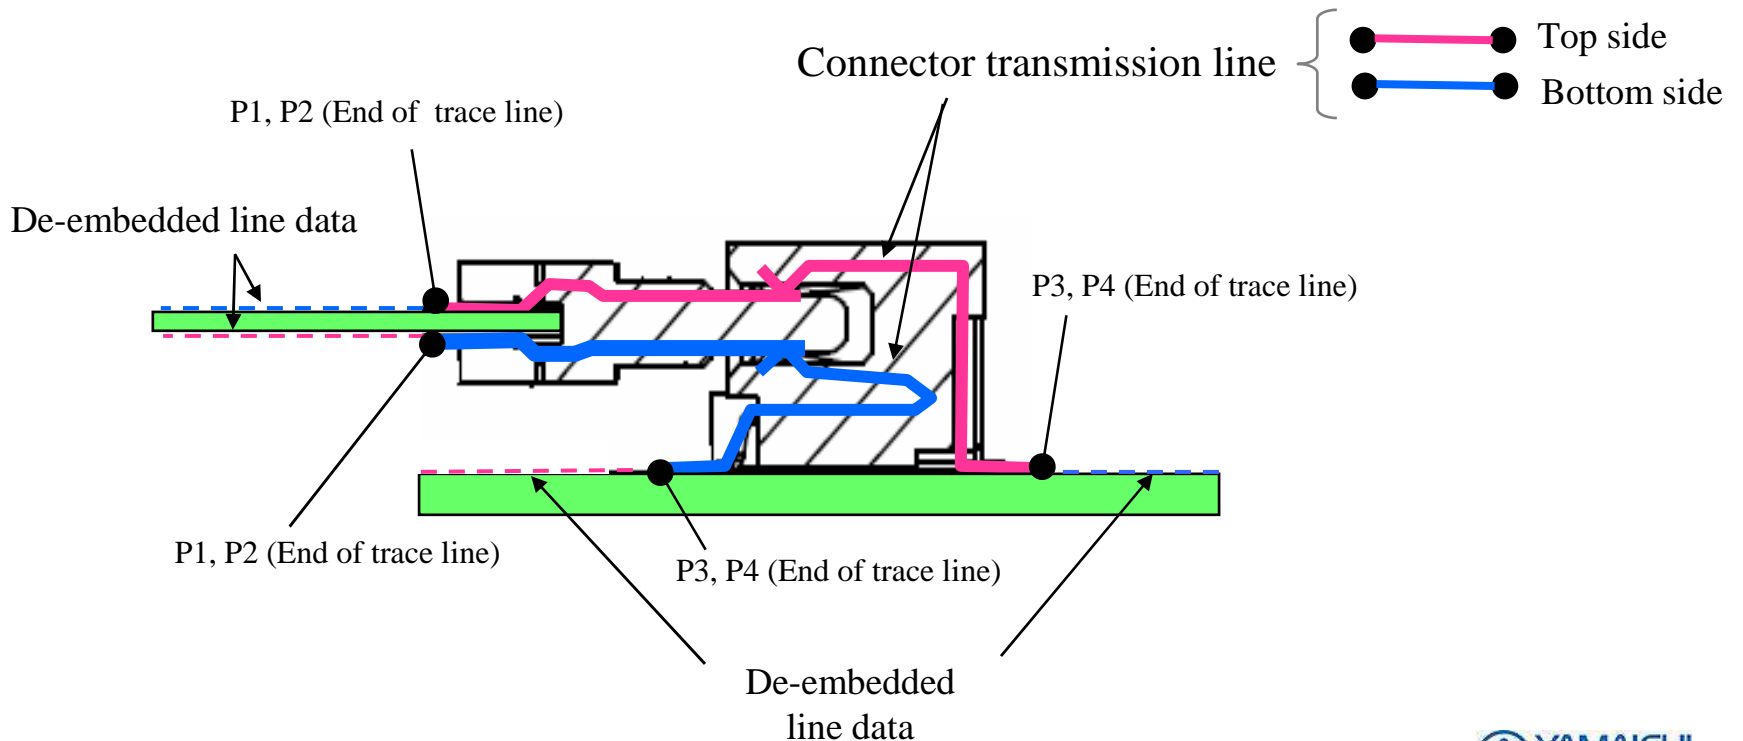 Connector transmission line
Top side
Bottom side
P1, P2 (End of trace line)
De-embedded line data
P3, P4 (End of trace line)
P1, P2 (End of trace line)
P3, P4 (End of trace line)
De-embedded
line data
YAMAICHI